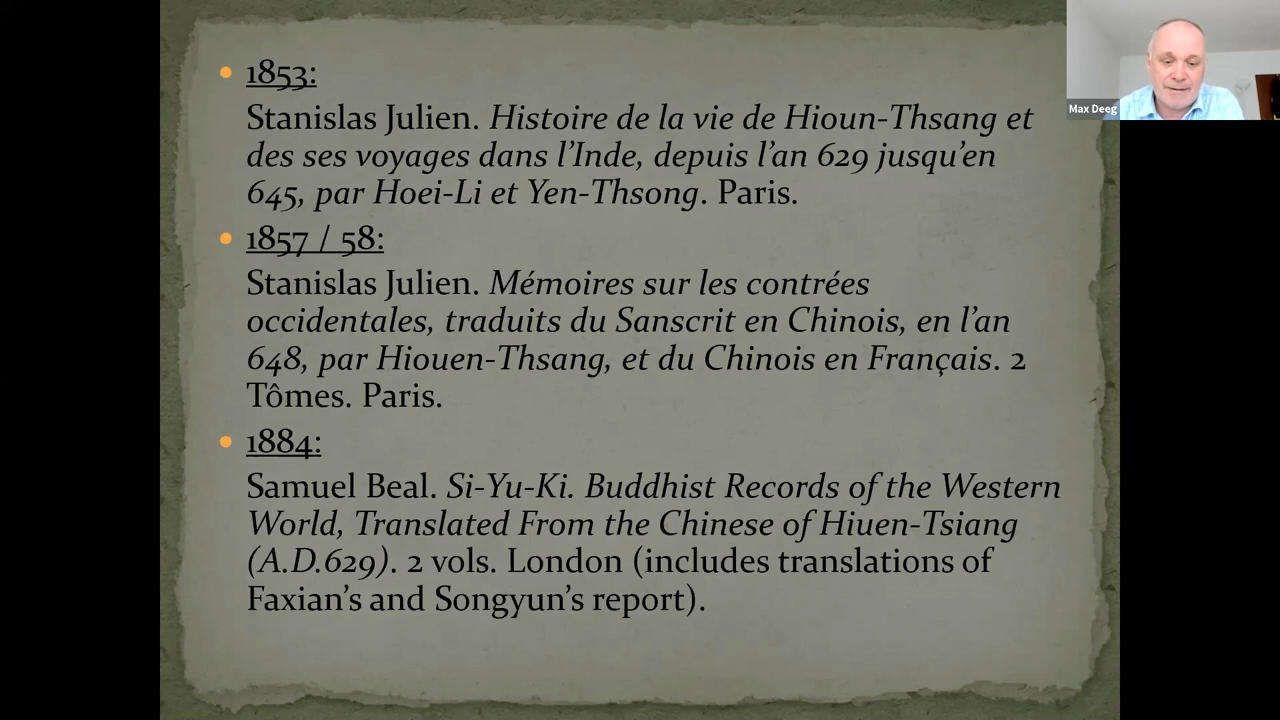 1853:
Stanislas Julien. Histoire de la vie de Hioun-Thsang et
des ses voyages dans l’Inde, depuis l’an 629 jusqu’en
645, par Hoei-Li et Yen-Thsong. Paris.
1857 / 58:
Stanislas Julien. Mémoires sur les contrées
occidentales, traduits du Sanscrit en Chinois, en l’an
648, par Hiouen-Thsang, et du Chinois en Français. 2
Tômes. Paris.
1884:
Samuel Beal. Si-Yu-Ki. Buddhist Records of the Western
World, Translated From the Chinese of Hiuen-Tsiang
(A.D.629). 2 vols. London (includes translations of
Faxian’s and Songyun’s report).
Max Deeg